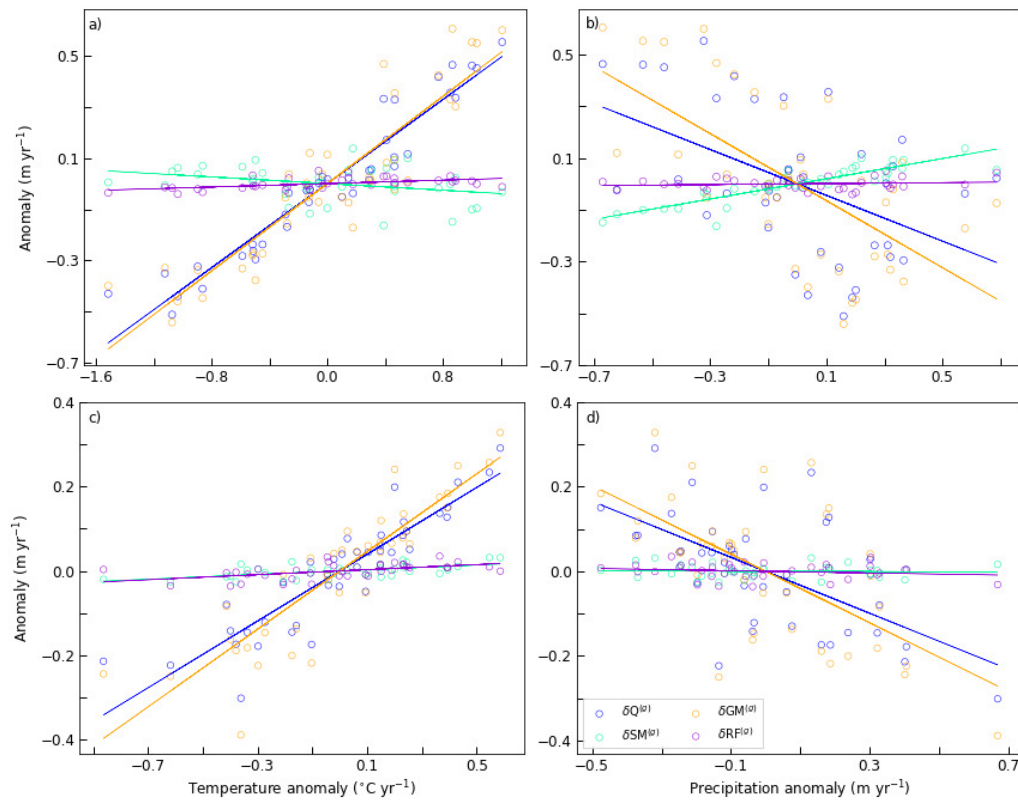 a)
b)
0.5
0.1
−0.3
−0.7
Anomaly (m yr⁻¹)
0.5
0.1
−0.3
−0.7
−1.6 −0.8 0.0 0.8
−0.7 −0.3 0.1 0.5
c)
d)
0.4
0.2
0.0
−0.2
−0.4
Anomaly (m yr⁻¹)
0.4
0.2
0.0
−0.2
−0.4
δQ⁽ᵍ⁾ δGM⁽ᵍ⁾
δSM⁽ᵍ⁾ δRF⁽ᵍ⁾
−0.7 −0.3 0.1 0.5
−0.5 −0.1 0.3 0.7
Temperature anomaly (°C yr⁻¹)
Precipitation anomaly (m yr⁻¹)